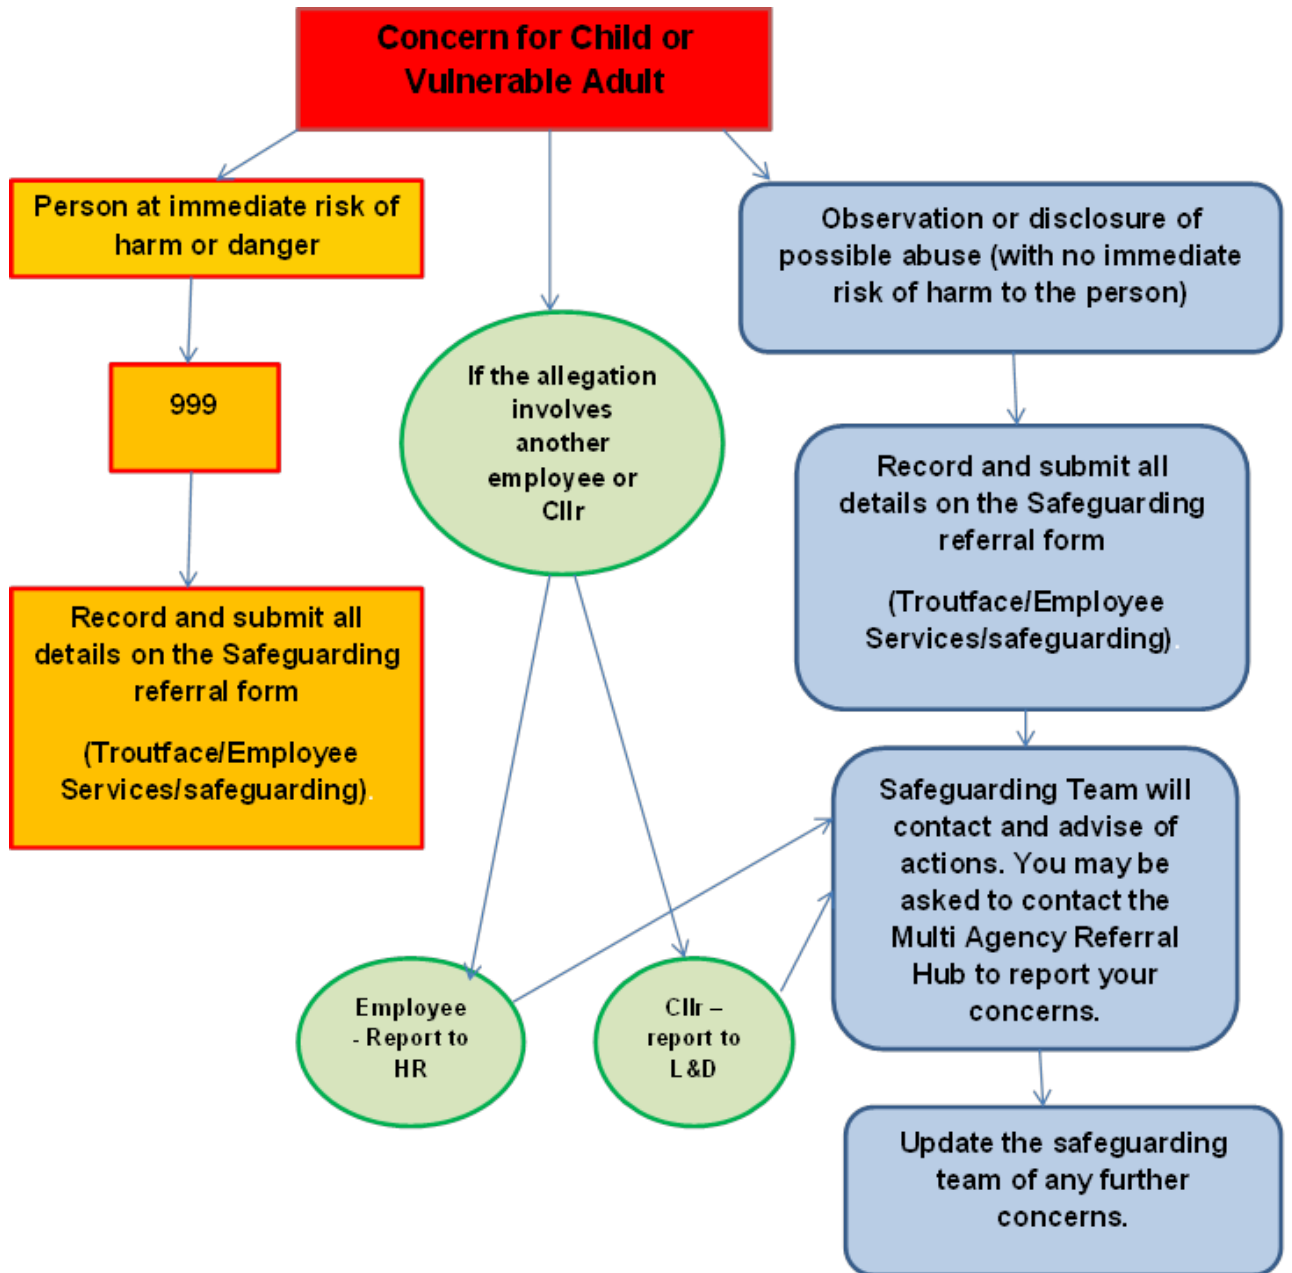 Concern for Child or
Vulnerable Adult
Person at immediate risk of
harm or danger
999
Record and submit all
details on the Safeguarding
referral form
(Troutface/Employee
Services/safeguarding).
If the allegation
involves
another
employee or
Cllr
Employee
- Report to
HR
Cllr –
report to
L&D
Observation or disclosure of
possible abuse (with no immediate
risk of harm to the person)
Record and submit all
details on the Safeguarding
referral form
(Troutface/Employee
Services/safeguarding).
Safeguarding Team will
contact and advise of
actions. You may be
asked to contact the
Multi Agency Referral
Hub to report your
concerns.
Update the safeguarding
team of any further
concerns.